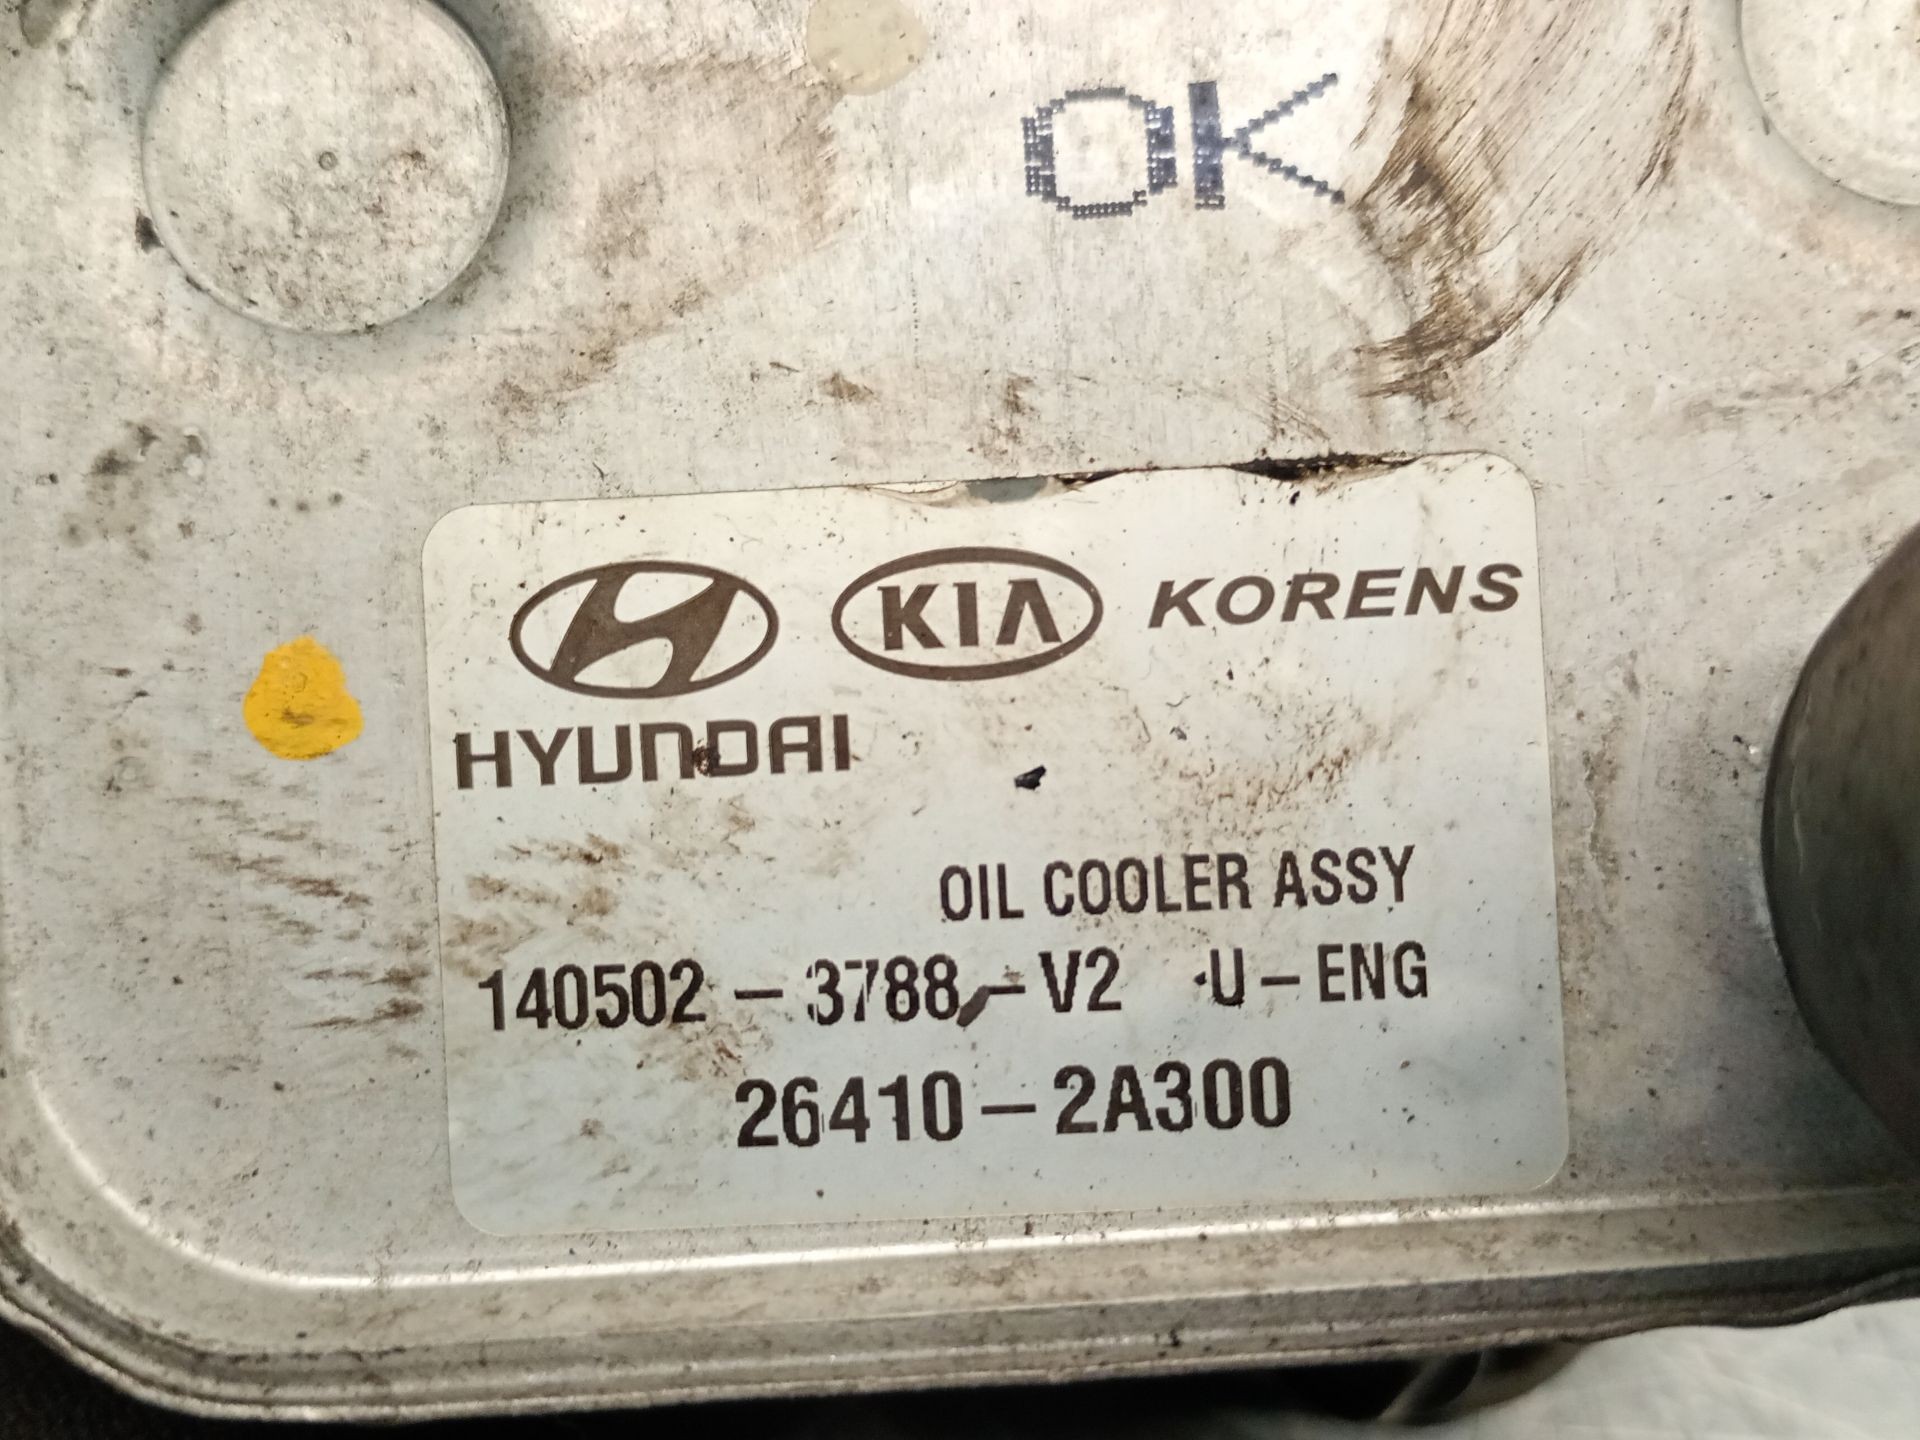 OK
KIA KORENS
HYUNDAI
OIL COOLER ASSY
140502-3788-V2 U-ENG
26410-2A300